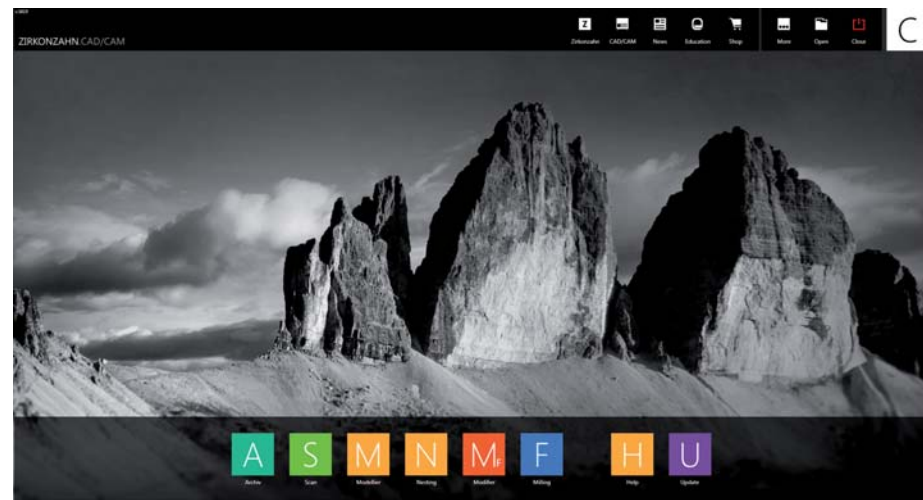 ZIRKONZAHN.CAD/CAM
Z
Zirkonzahn CAD/CAM News Education Shop More Open Close
C
A S M N MF F H U
Archiv Scan Modellier Nesting Modifier Milling Help Update